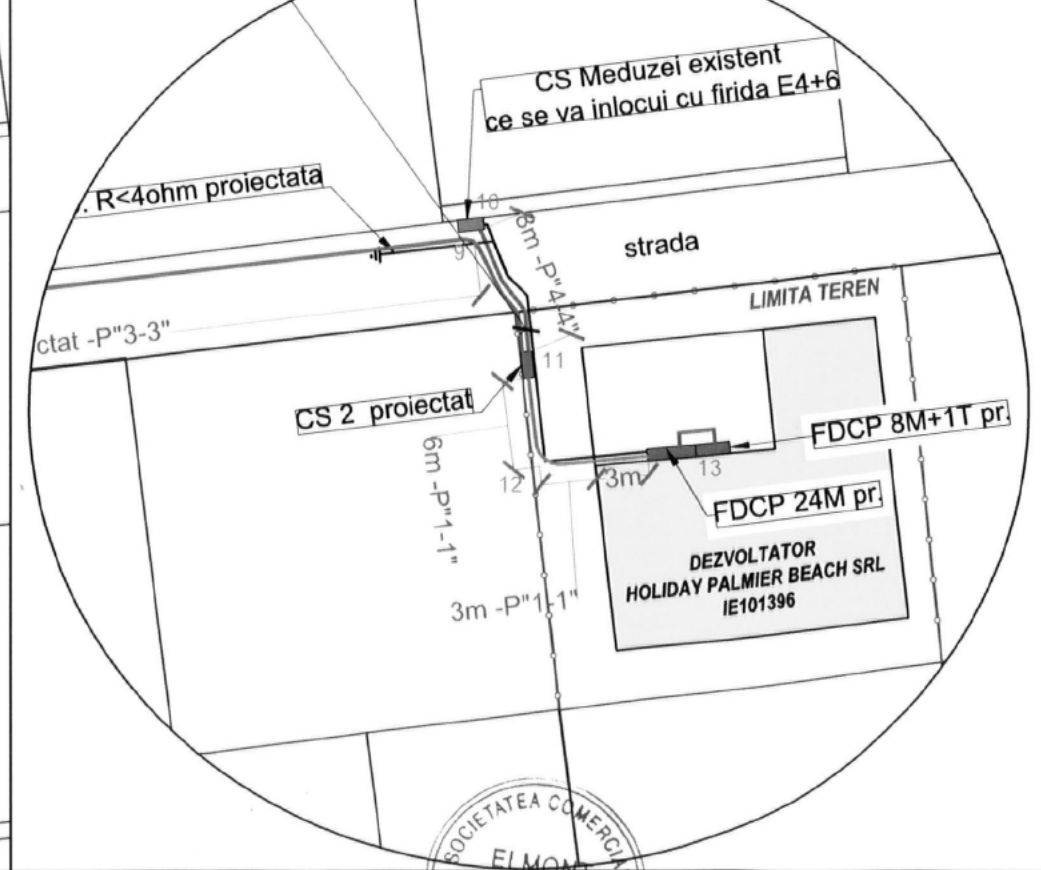 CS Meduzei existent
ce se va inlocui cu firida E4+6
R<4ohm proiectata
10
9
8m -P"4-4"
strada
LIMITA TEREN
ctat -P"3-3"
11
CS 2 proiectat
FDCP 8M+1T pr.
6m -P"1-1"
12
3m
13
FDCP 24M pr.
DEZVOLTATOR
HOLIDAY PALMIER BEACH SRL
IE101396
3m -P"1-1"
SOCIETATEA COMERCIA
ELMONT